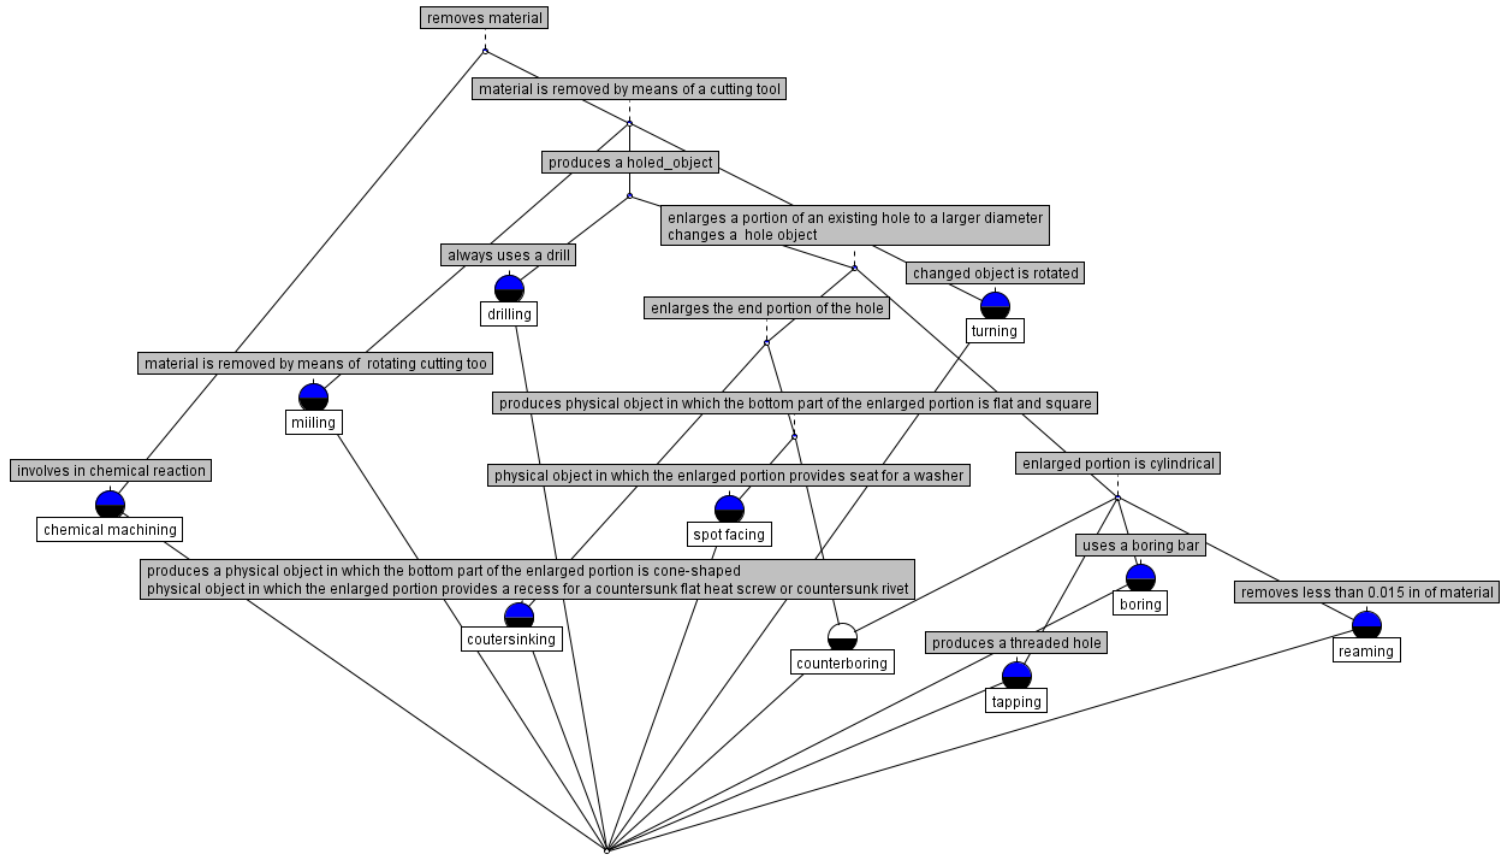 removes material
material is removed by means of a cutting tool
produces a holed_object
enlarges a portion of an existing hole to a larger diameter
changes a  hole object
always uses a drill
changed object is rotated
drilling
enlarges the end portion of the hole
turning
material is removed by means of  rotating cutting too
miiling
produces physical object in which the bottom part of the enlarged portion is flat and square
involves in chemical reaction
physical object in which the enlarged portion provides seat for a washer
enlarged portion is cylindrical
chemical machining
spot facing
uses a boring bar
produces a physical object in which the bottom part of the enlarged portion is cone-shaped
physical object in which the enlarged portion provides a recess for a countersunk flat heat screw or countersunk rivet
removes less than 0.015 in of material
boring
coutersinking
counterboring
produces a threaded hole
reaming
tapping